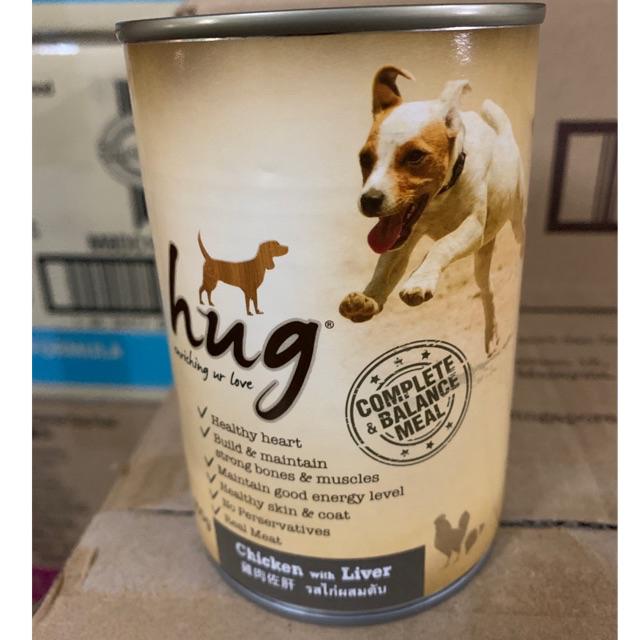 hug®
enriching ur love
COMPLETE
& BALANCE
MEAL
Healthy heart
Build & maintain
strong bones & muscles
Maintain good energy level
Healthy skin & coat
No Perservatives
Real Meat
Chicken with Liver
雞肉佐肝 รสไก่ผสมตับ
FORMULA